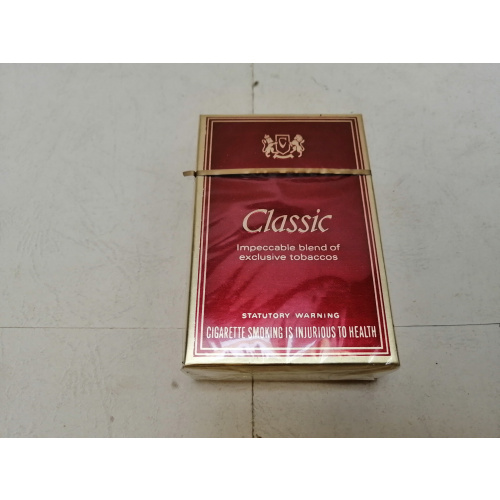 Classic
Impeccable blend of
exclusive tobaccos
STATUTORY WARNING
CIGARETTE SMOKING IS INJURIOUS TO HEALTH